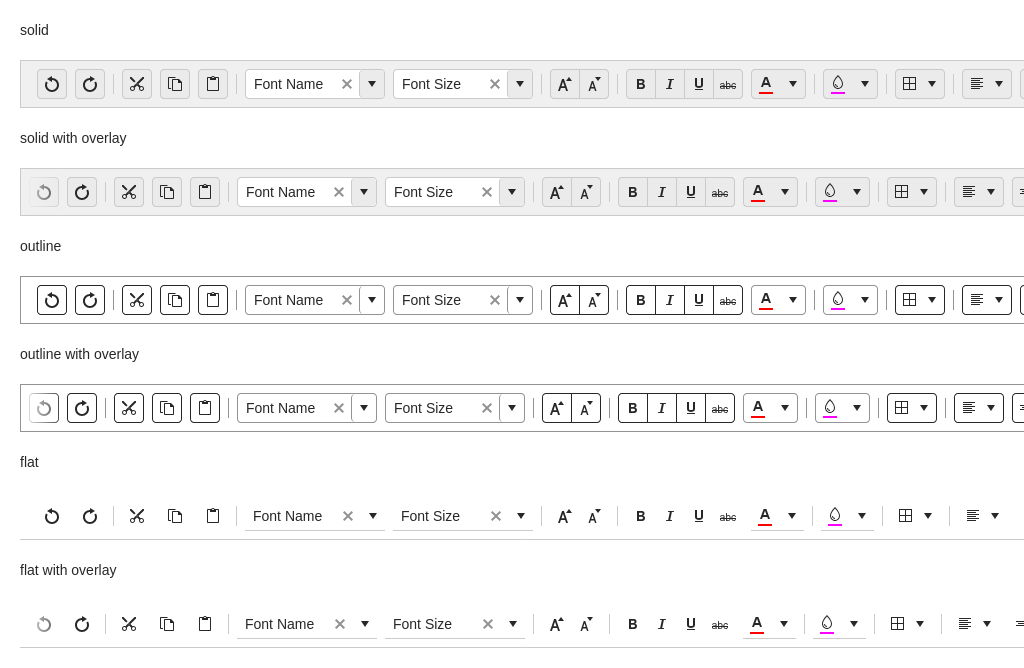 solid
Font Name Font Size A A B I U abc A
solid with overlay
Font Name Font Size A A B I U abc A
outline
Font Name Font Size A A B I U abc A
outline with overlay
Font Name Font Size A A B I U abc A
flat
Font Name Font Size A A B I U abc A
flat with overlay
Font Name Font Size A A B I U abc A